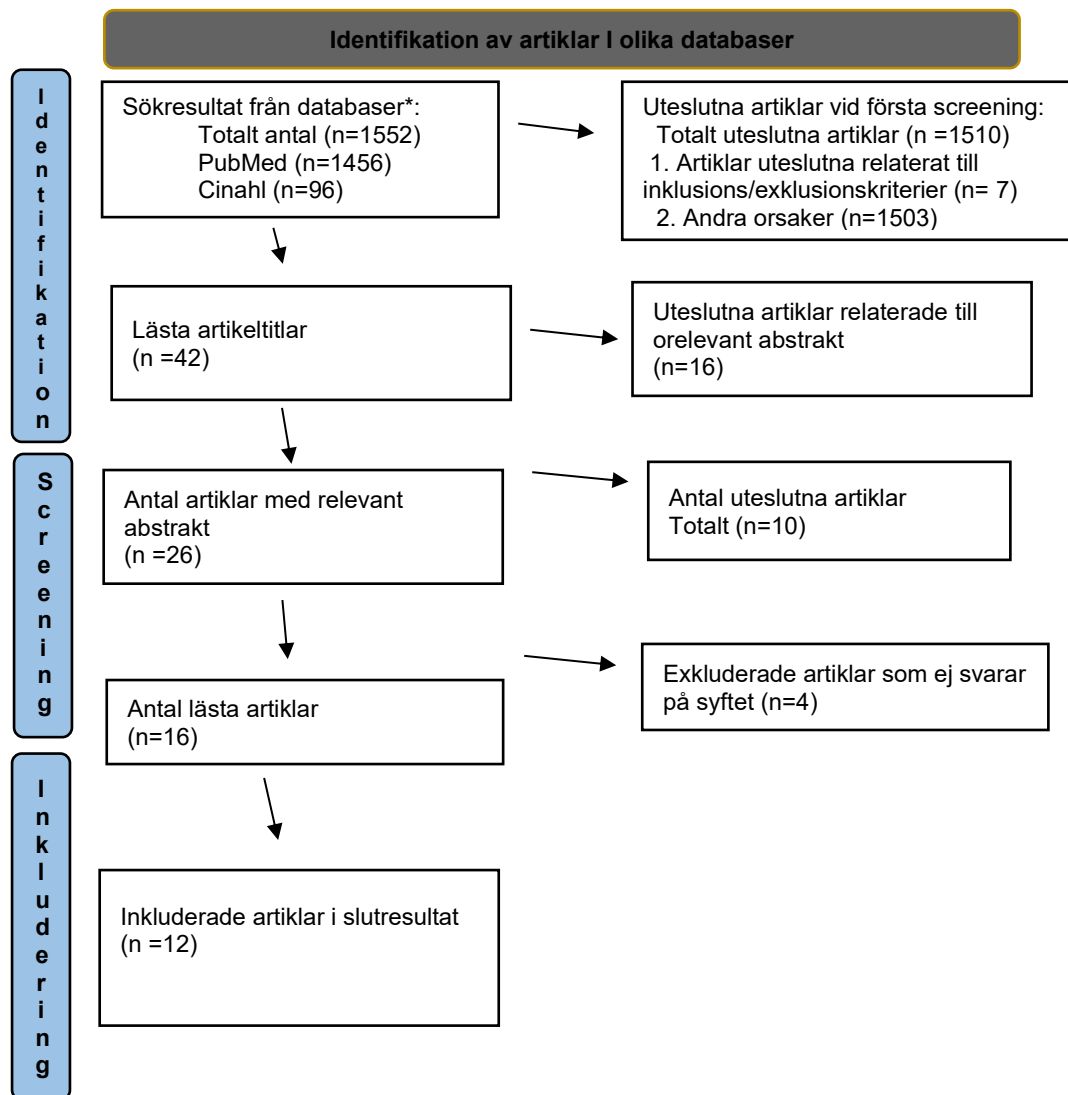 Identifikation av artiklar I olika databaser
Identifikation
Sökresultat från databaser*:
Totalt antal (n=1552)
PubMed (n=1456)
Cinahl (n=96)
Uteslutna artiklar vid första screening:
Totalt uteslutna artiklar (n =1510)
1. Artiklar uteslutna relaterat till
inklusions/exklusionskriterier (n= 7)
2. Andra orsaker (n=1503)
Lästa artikeltitlar
(n =42)
Uteslutna artiklar relaterade till
orelevant abstrakt
(n=16)
Screening
Antal artiklar med relevant
abstrakt
(n =26)
Antal uteslutna artiklar
Totalt (n=10)
Antal lästa artiklar
(n=16)
Exkluderade artiklar som ej svarar
på syftet (n=4)
Inkludering
Inkluderade artiklar i slutresultat
(n =12)